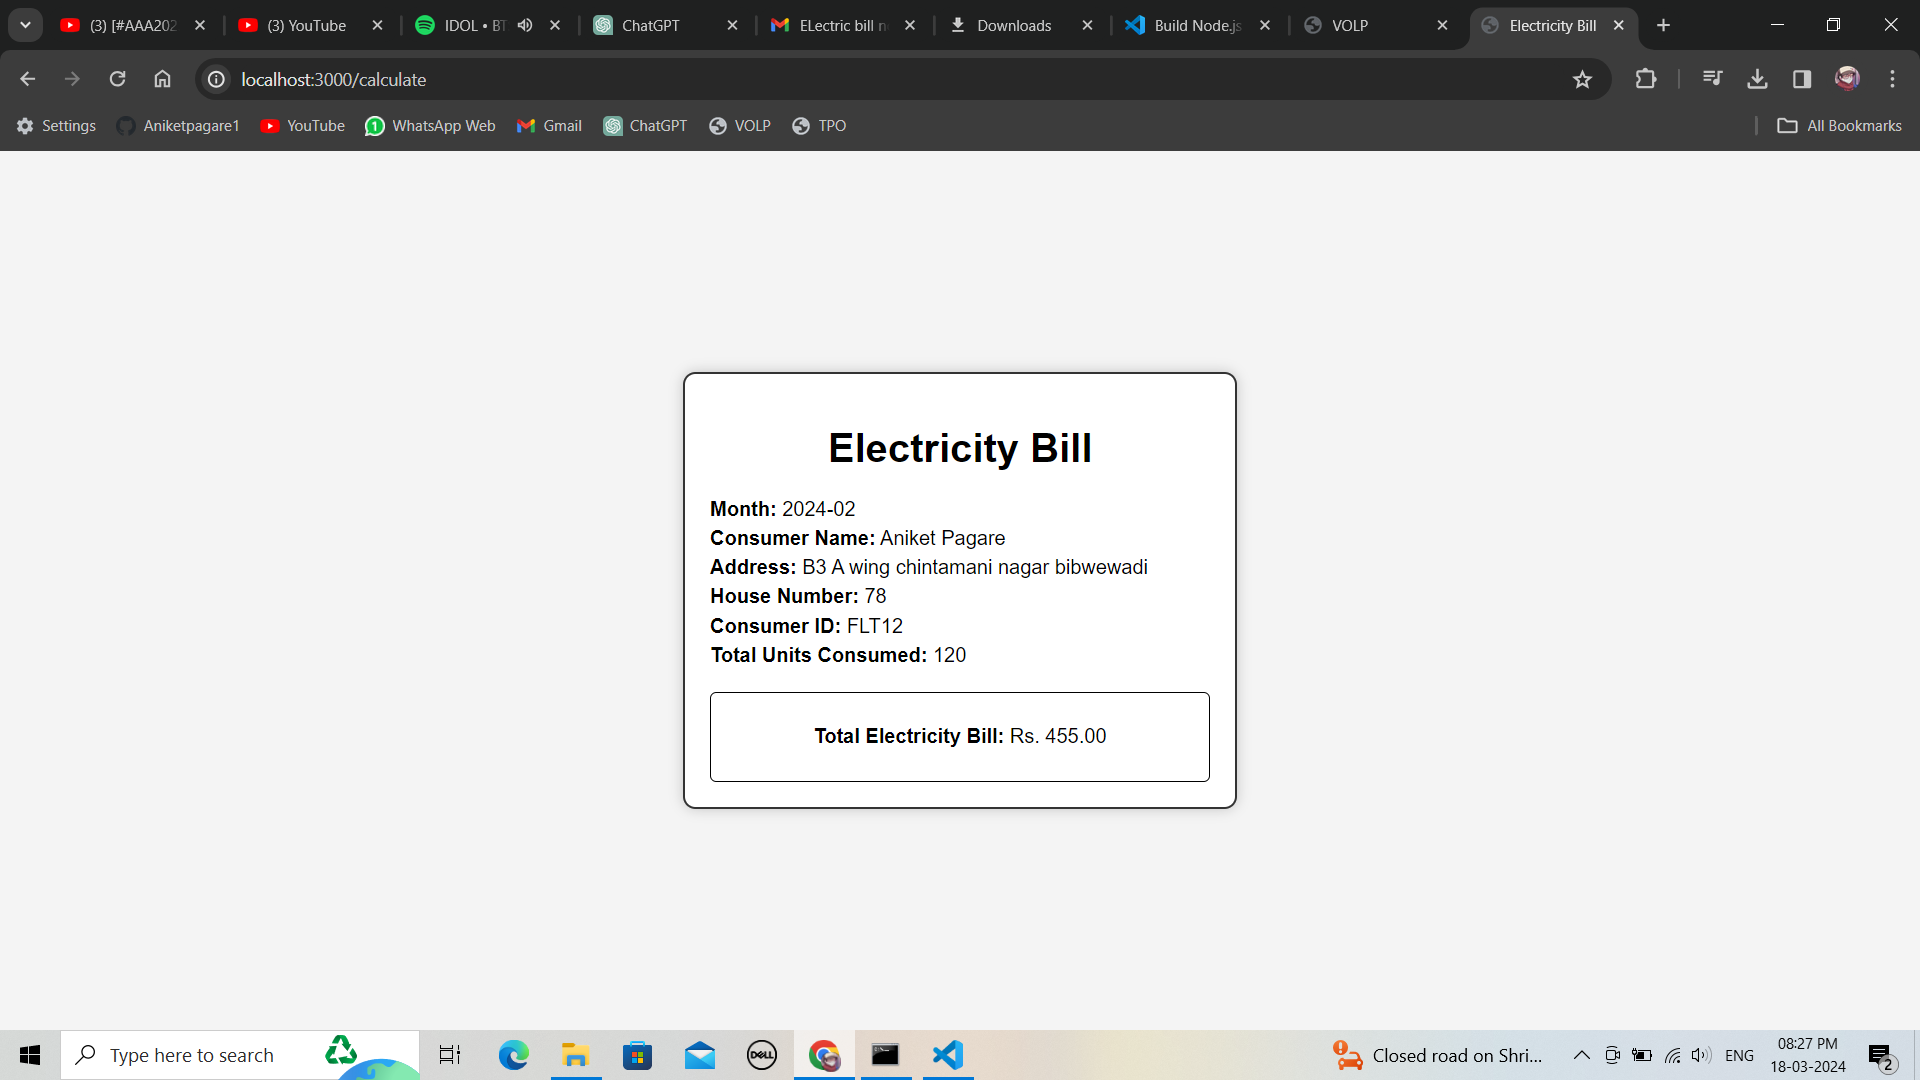 (3) [#AAA202
(3) YouTube
IDOL • BT
ChatGPT
ELectric bill n
Downloads
Build Node.js
VOLP
Electricity Bill
localhost:3000/calculate
Settings
Aniketpagare1
YouTube
WhatsApp Web
Gmail
ChatGPT
VOLP
TPO
All Bookmarks
Electricity Bill
Month: 2024-02
Consumer Name: Aniket Pagare
Address: B3 A wing chintamani nagar bibwewadi
House Number: 78
Consumer ID: FLT12
Total Units Consumed: 120
Total Electricity Bill: Rs. 455.00
Type here to search
DELL
Closed road on Shri...
ENG
08:27 PM
18-03-2024
2